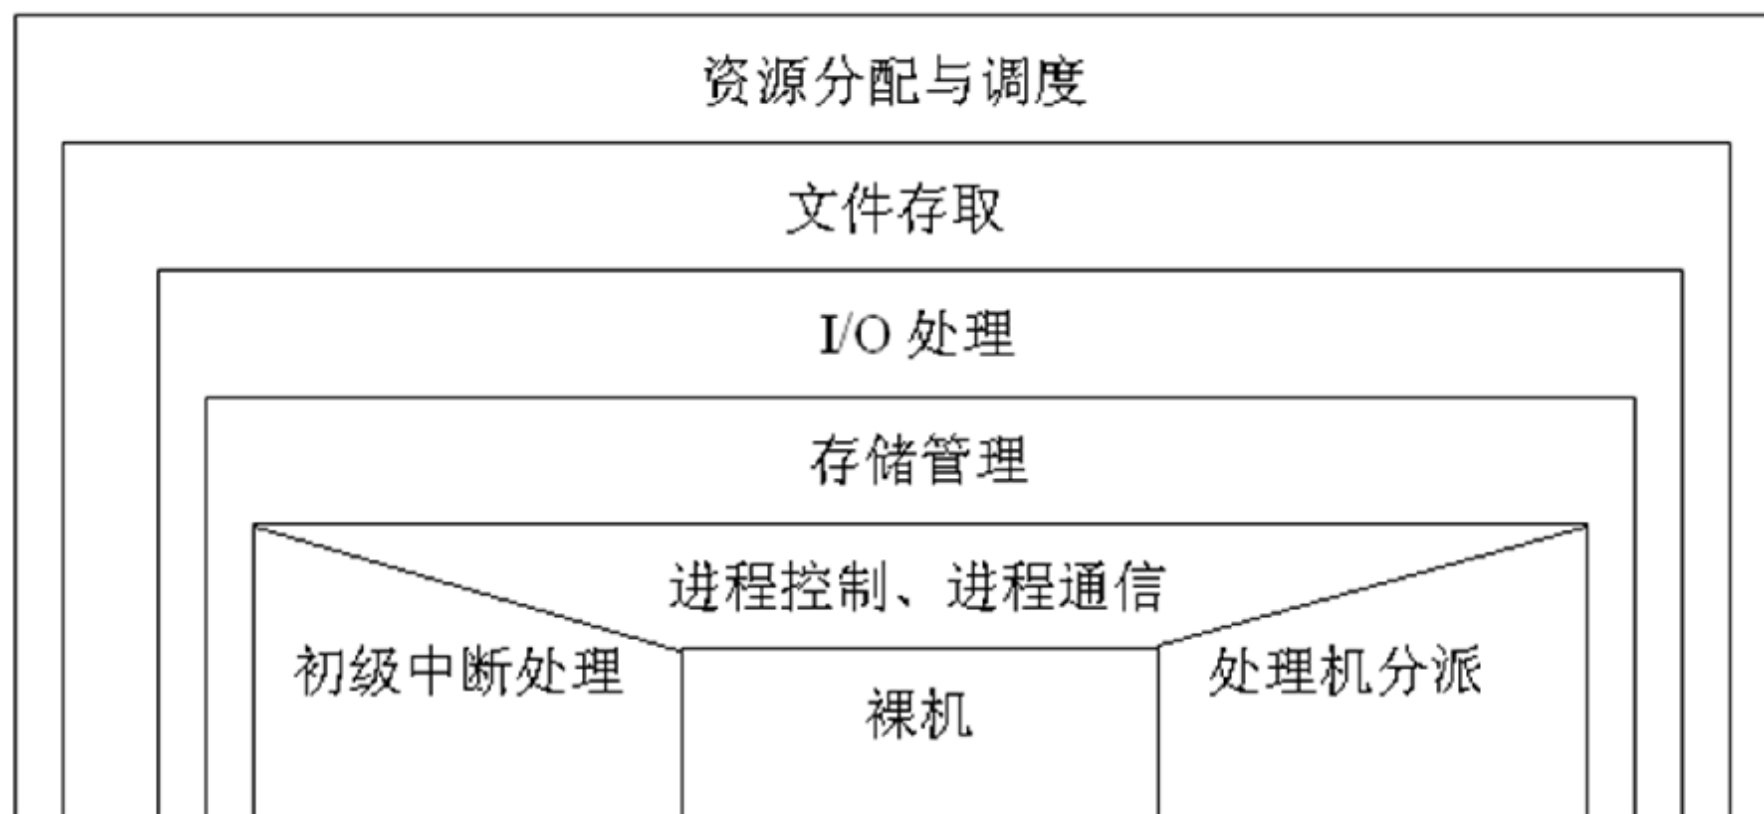 资源分配与调度
文件存取
I/O 处理
存储管理
进程控制、进程通信
初级中断处理
处理机分派
裸机